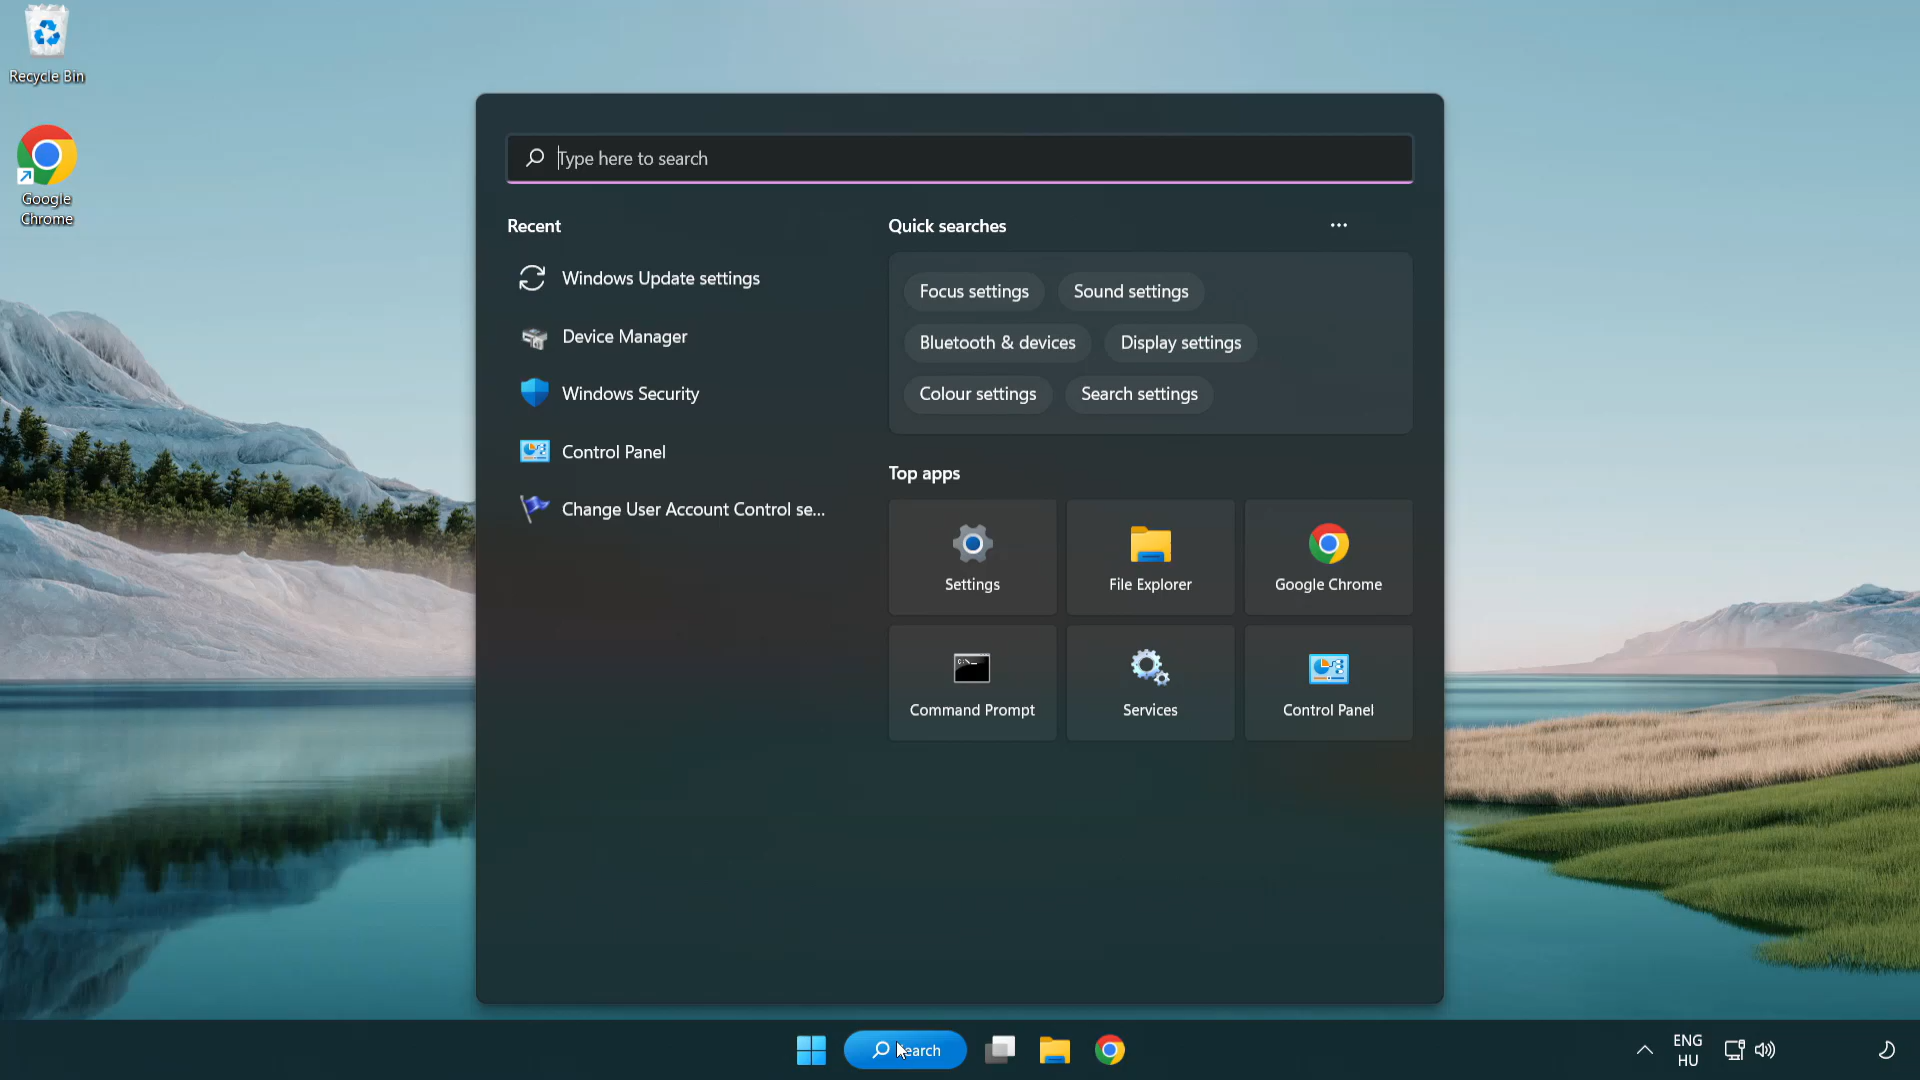 Recycle Bin
Google
Chrome
Type here to search
Recent
Windows Update settings
Device Manager
Windows Security
Control Panel
Change User Account Control se...
Quick searches
Focus settings
Sound settings
Bluetooth & devices
Display settings
Colour settings
Search settings
Top apps
Settings
File Explorer
Google Chrome
Command Prompt
Services
Control Panel
Search
ENG
HU